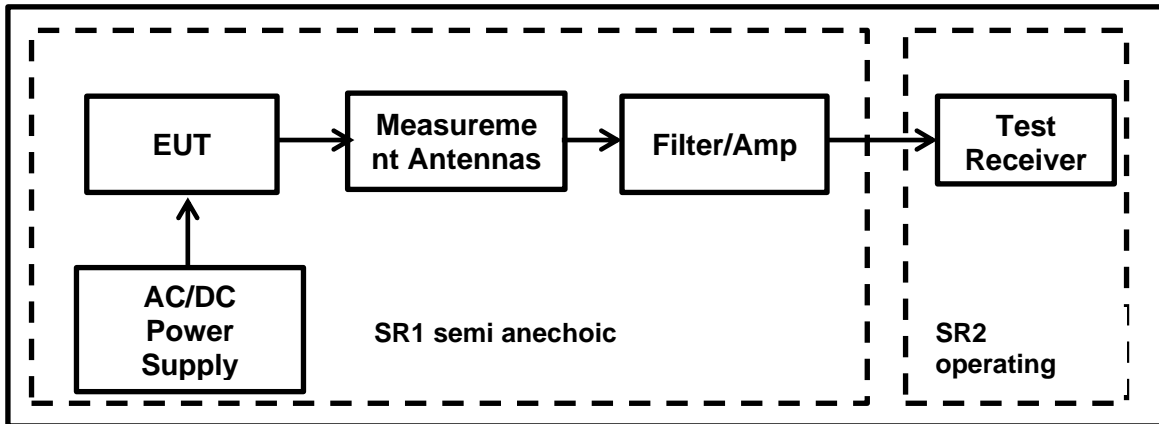 EUT
Measureme
nt Antennas
Filter/Amp
Test
Receiver
AC/DC
Power
Supply
SR1 semi anechoic
SR2
operating